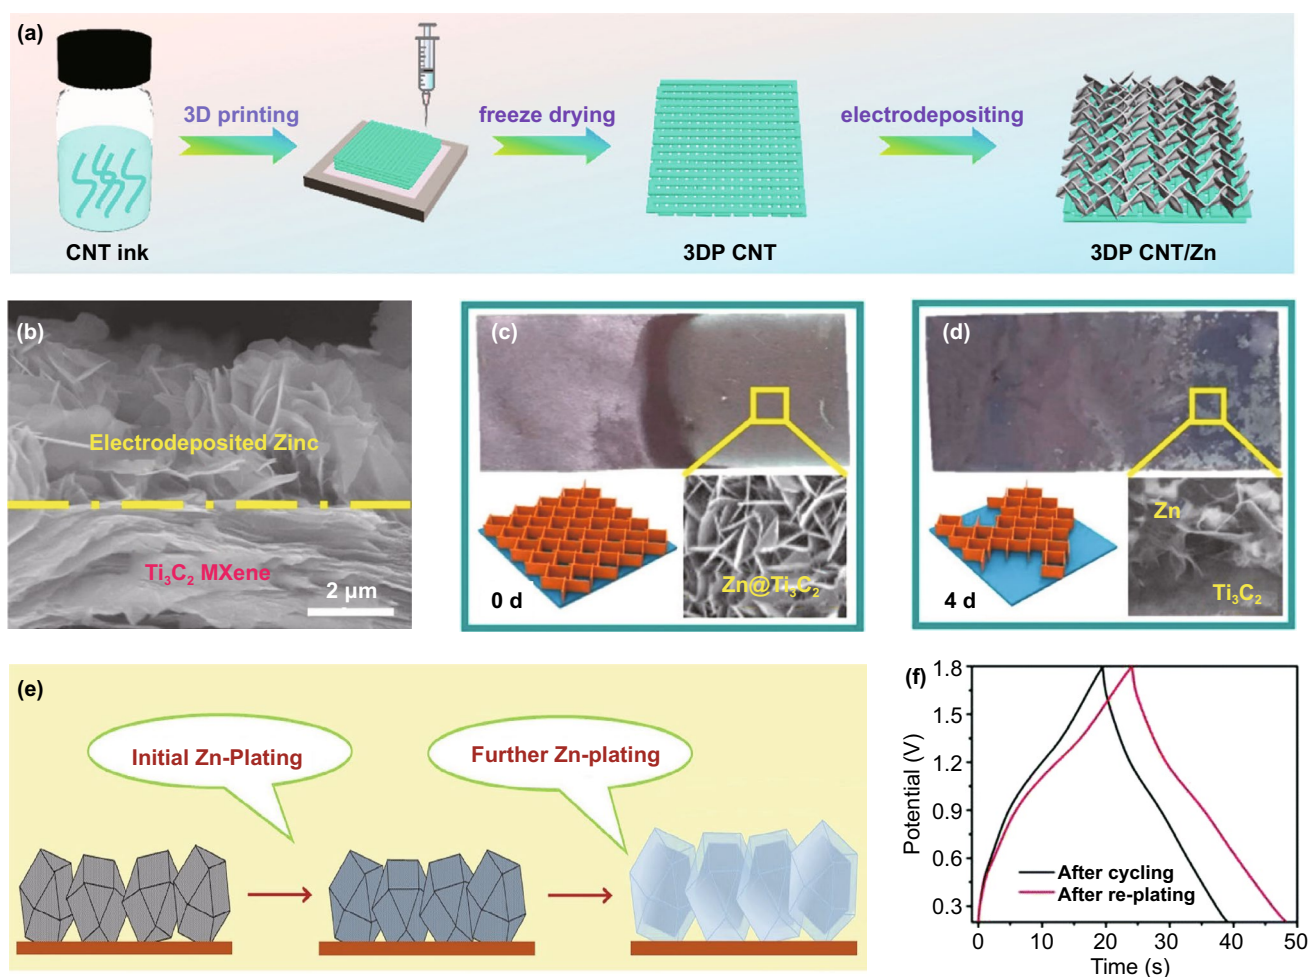 (a)
3D printing
freeze drying
electrodepositing
CNT ink
3DP CNT
3DP CNT/Zn
(b)
Electrodeposited Zinc
Ti₃C₂ MXene
2 μm
(c)
0 d
Zn@Ti₃C₂
(d)
4 d
Zn
Ti₃C₂
(e)
Initial Zn-Plating
Further Zn-plating
(f)
Potential (V)
1.8
1.5
1.2
0.9
0.6
0.3
After cycling
After re-plating
0
10
20
30
40
50
Time (s)